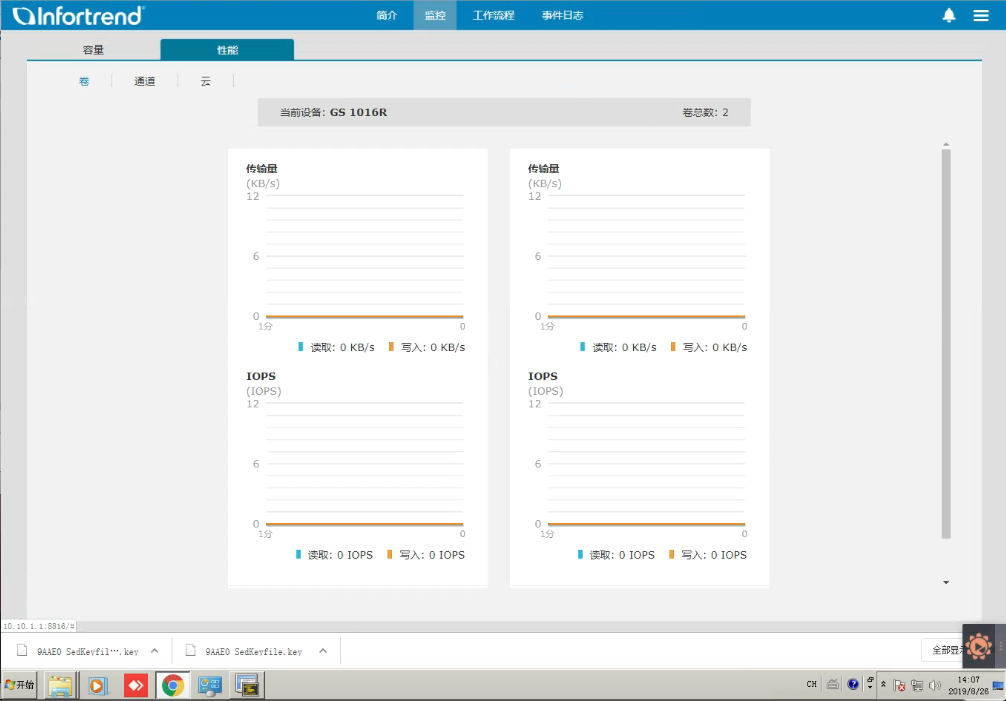 Infortrend 简介 监控 工作流程 事件日志
容量 性能
卷 通道 云
当前设备: GS 1016R 卷总数: 2
传输量 传输量
(KB/s) (KB/s)
12 12
6 6
0 0
1分 0 1分 0
读取: 0 KB/s 写入: 0 KB/s 读取: 0 KB/s 写入: 0 KB/s
IOPS IOPS
(IOPS) (IOPS)
12 12
6 6
0 0
1分 0 1分 0
读取: 0 IOPS 写入: 0 IOPS 读取: 0 IOPS 写入: 0 IOPS
10.10.1.1:8816/#
9AAE0 SedKeyfil....key 9AAE0 SedKeyfile.key 全部显
开始 CH 14:07
2019/8/26